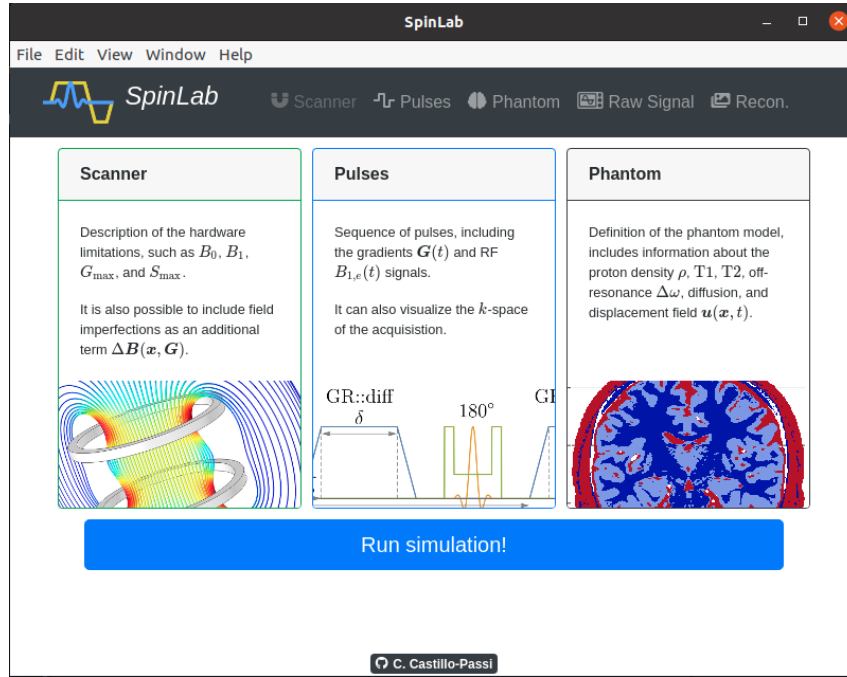 SpinLab
File Edit View Window Help
SpinLab Scanner Pulses Phantom Raw Signal Recon.
Scanner
Description of the hardware
limitations, such as B₀, B₁,
Gmax, and Smax.
It is also possible to include field
imperfections as an additional
term ΔB(x, G).
Pulses
Sequence of pulses, including
the gradients G(t) and RF
B₁,ₑ(t) signals.
It can also visualize the k-space
of the acquisistion.
GR::diff
δ
180°
GI
Phantom
Definition of the phantom model,
includes information about the
proton density ρ, T1, T2, off-
resonance Δω, diffusion, and
displacement field u(x, t).
Run simulation!
C. Castillo-Passi